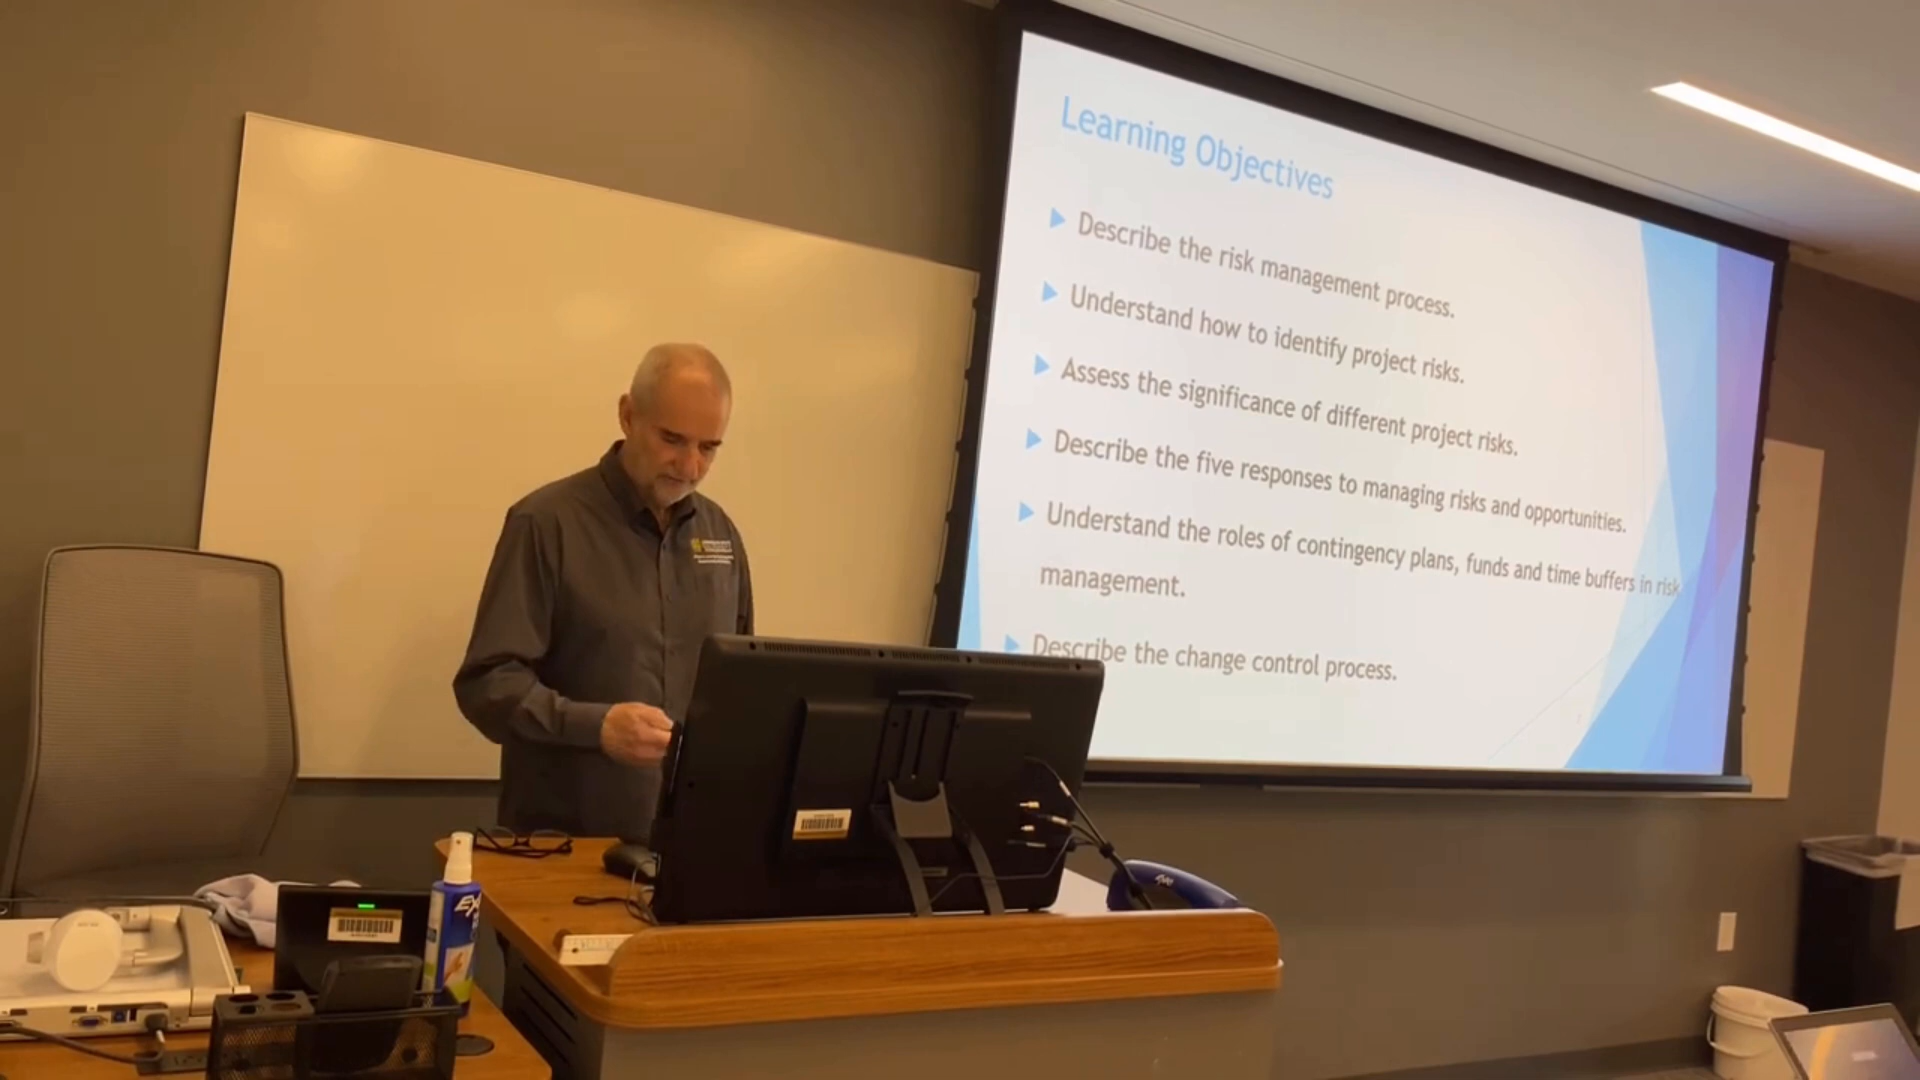 Learning Objectives
Describe the risk management process.
Understand how to identify project risks.
Assess the significance of different project risks.
Describe the five responses to managing risks and opportunities.
Understand the roles of contingency plans, funds and time buffers in risk
management.
Describe the change control process.